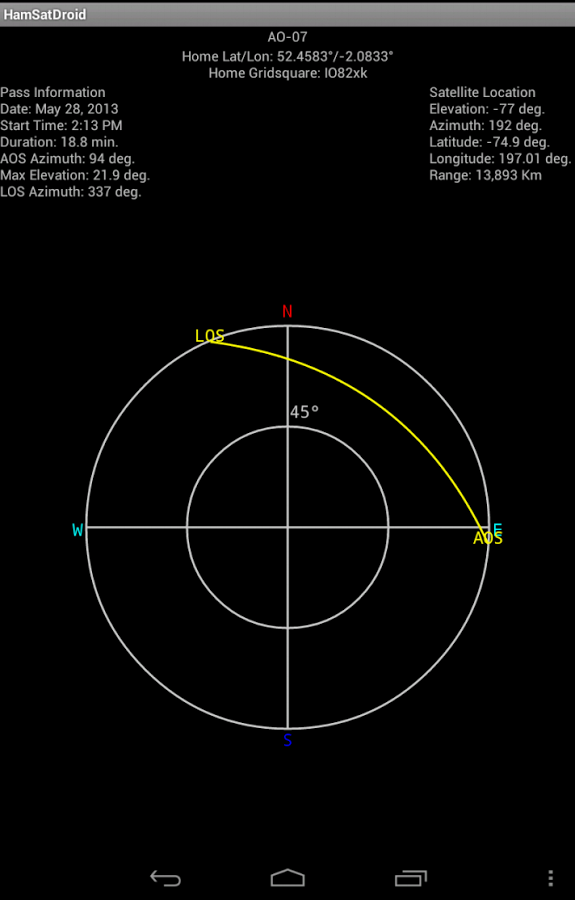 HamSatDroid
AO-07
Home Lat/Lon: 52.4583°/-2.0833°
Home Gridsquare: IO82xk
Pass Information
Date: May 28, 2013
Start Time: 2:13 PM
Duration: 18.8 min.
AOS Azimuth: 94 deg.
Max Elevation: 21.9 deg.
LOS Azimuth: 337 deg.
Satellite Location
Elevation: -77 deg.
Azimuth: 192 deg.
Latitude: -74.9 deg.
Longitude: 197.01 deg.
Range: 13,893 Km
N
LOS
45°
W
E
AOS
S